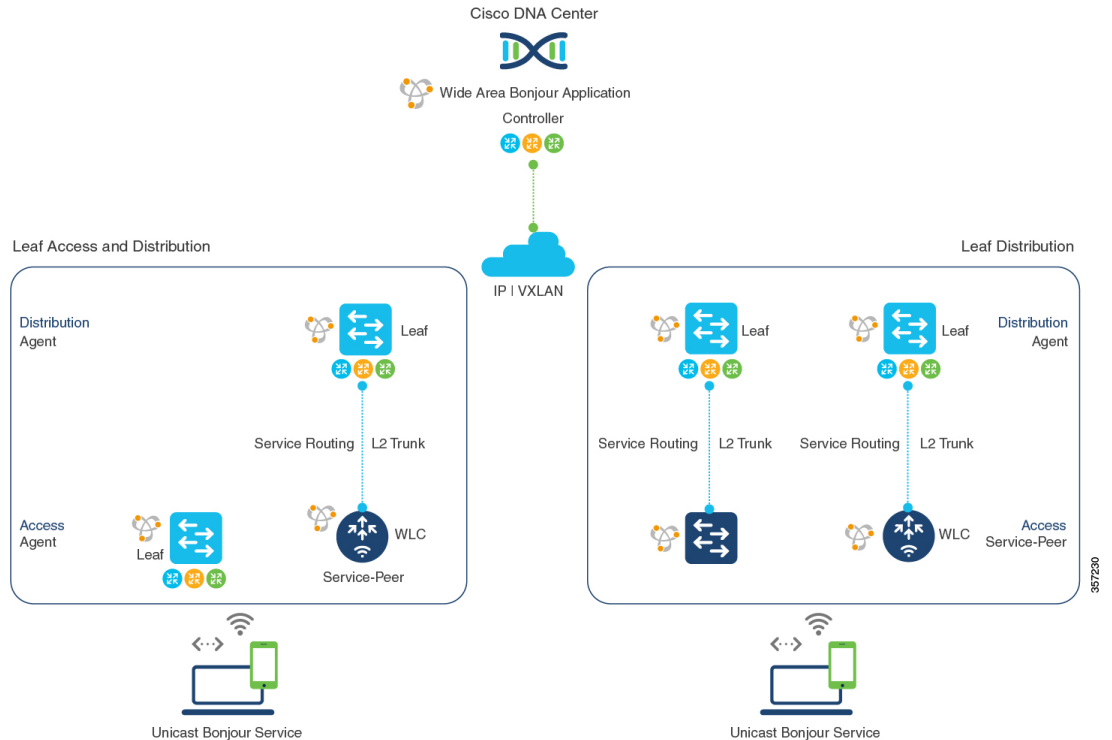 Cisco DNA Center
Wide Area Bonjour Application
Controller
IP | VXLAN
Leaf Access and Distribution
Distribution
Agent
Leaf
Service Routing
L2 Trunk
Access
Agent
Leaf
WLC
Service-Peer
Unicast Bonjour Service
Leaf Distribution
Leaf
Leaf
Distribution
Agent
Service Routing
L2 Trunk
Service Routing
L2 Trunk
WLC
Access
Service-Peer
Unicast Bonjour Service
357230